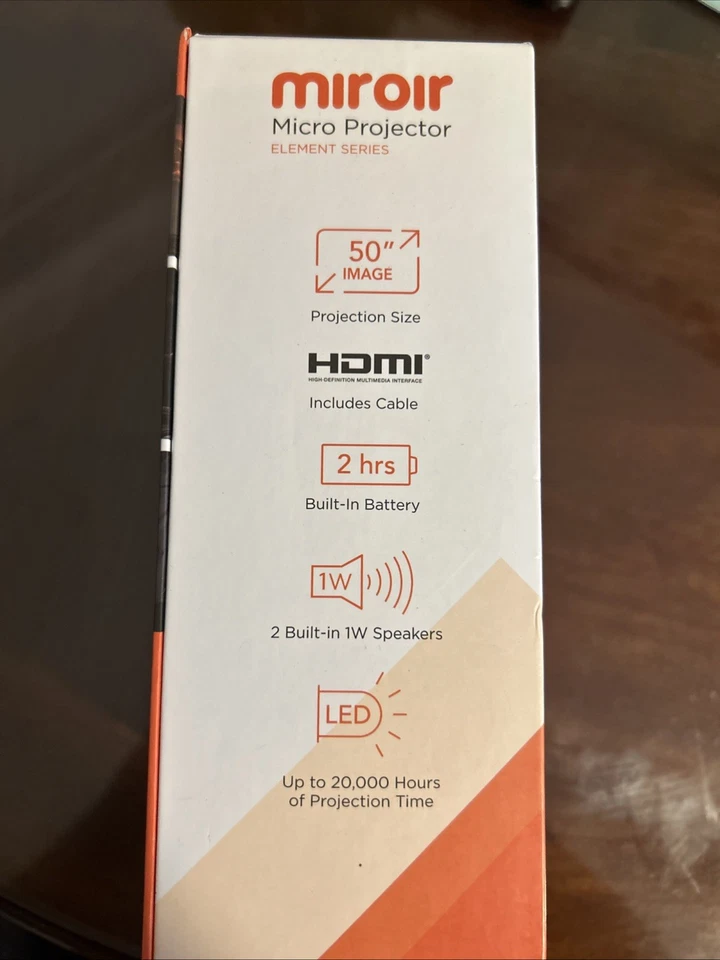 miroir
Micro Projector
ELEMENT SERIES
50"
IMAGE
Projection Size
HDMI®
HIGH-DEFINITION MULTIMEDIA INTERFACE
Includes Cable
2 hrs
Built-In Battery
1W
2 Built-in 1W Speakers
LED
Up to 20,000 Hours
of Projection Time